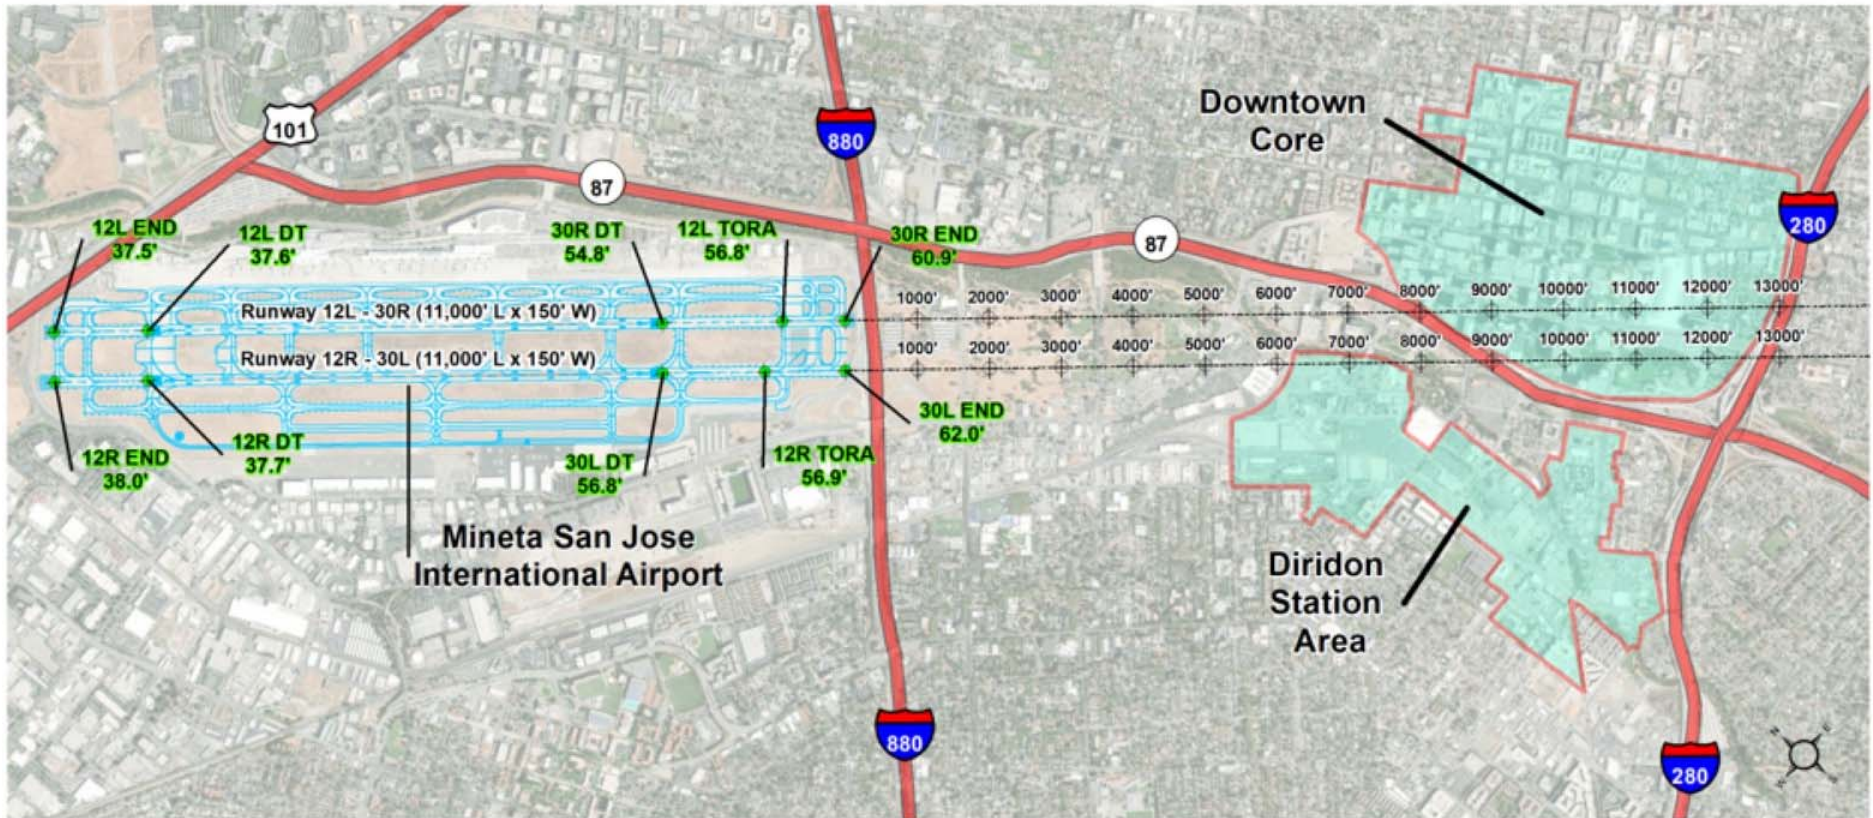 Downtown
Core
101
880
87
280
12L END
37.5'
12L DT
37.6'
30R DT
54.8'
12L TORA
56.8'
30R END
60.9'
87
1000' 2000' 3000' 4000' 5000' 6000' 7000' 8000' 9000' 10000' 11000' 12000' 13000'
Runway 12L - 30R (11,000' L x 150' W)
1000' 2000' 3000' 4000' 5000' 6000' 7000' 8000' 9000' 10000' 11000' 12000' 13000'
Runway 12R - 30L (11,000' L x 150' W)
12R END
38.0'
12R DT
37.7'
30L DT
56.8'
12R TORA
56.9'
30L END
62.0'
Mineta San Jose
International Airport
Diridon
Station
Area
880
280
N
E
S
W